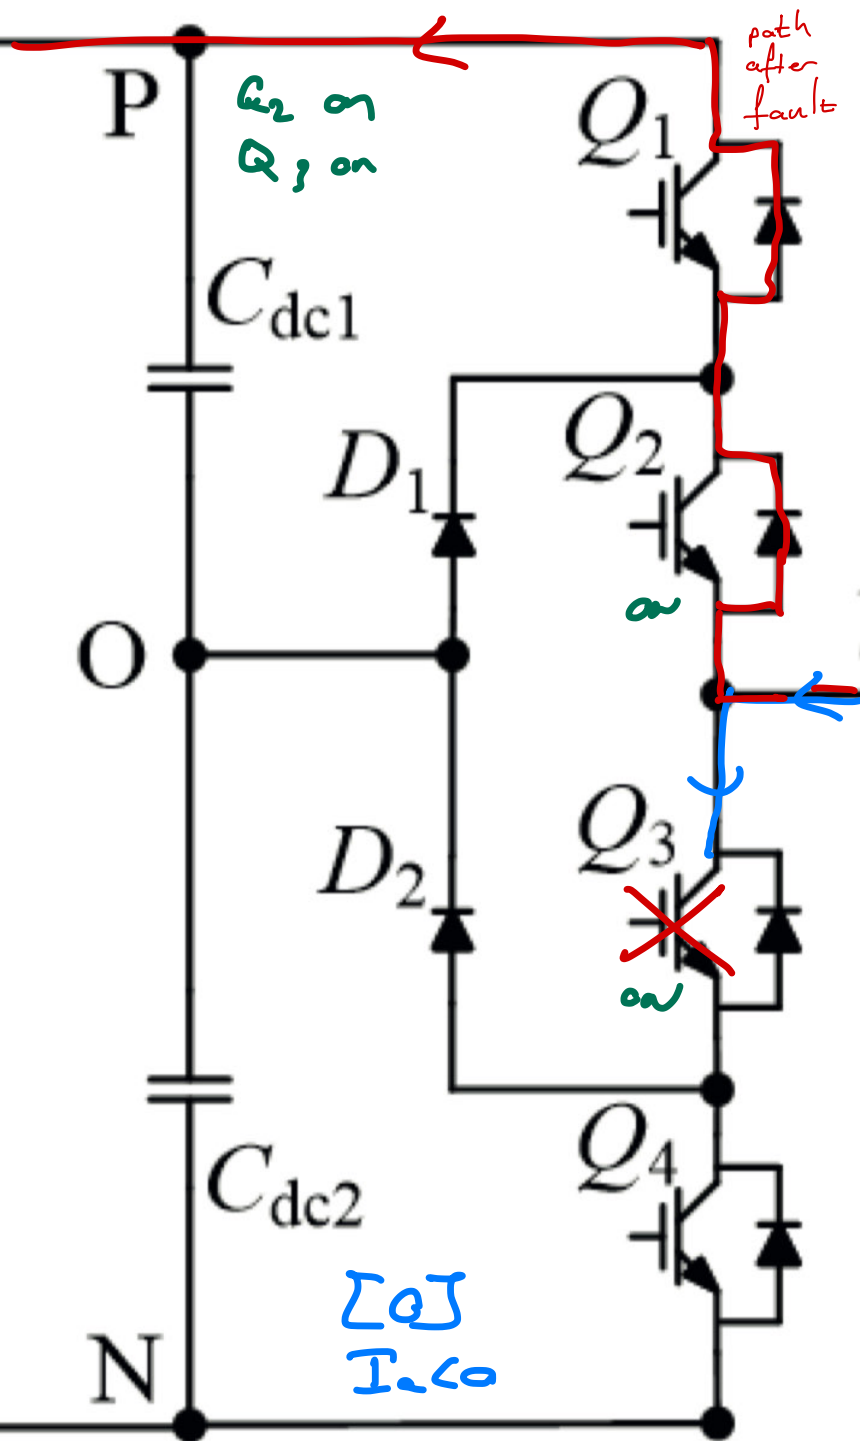 path
after
fault
P
Q2 on
Q3 on
Q1
Cdc1
Q2
D1
on
O
Q3
D2
on
Q4
Cdc2
[0]
Ia<0
N